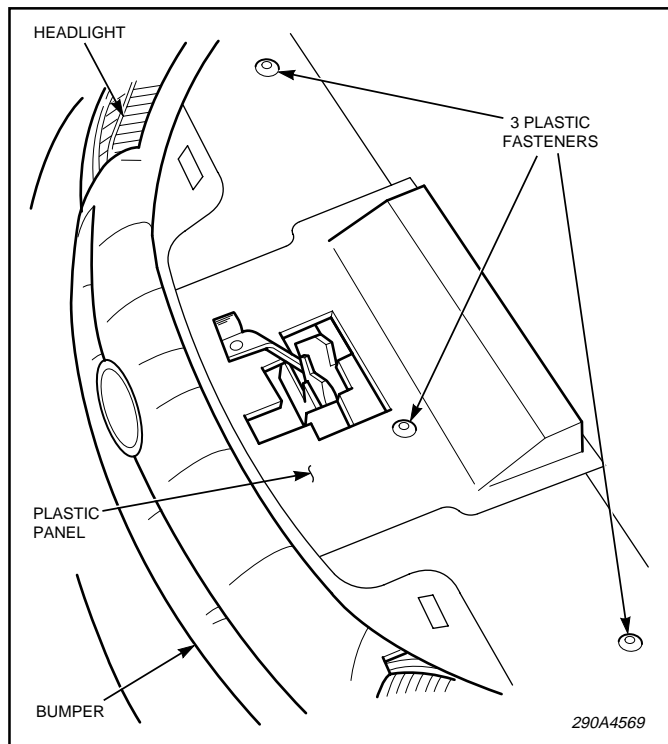 HEADLIGHT
3 PLASTIC
FASTENERS
PLASTIC
PANEL
BUMPER
290A4569